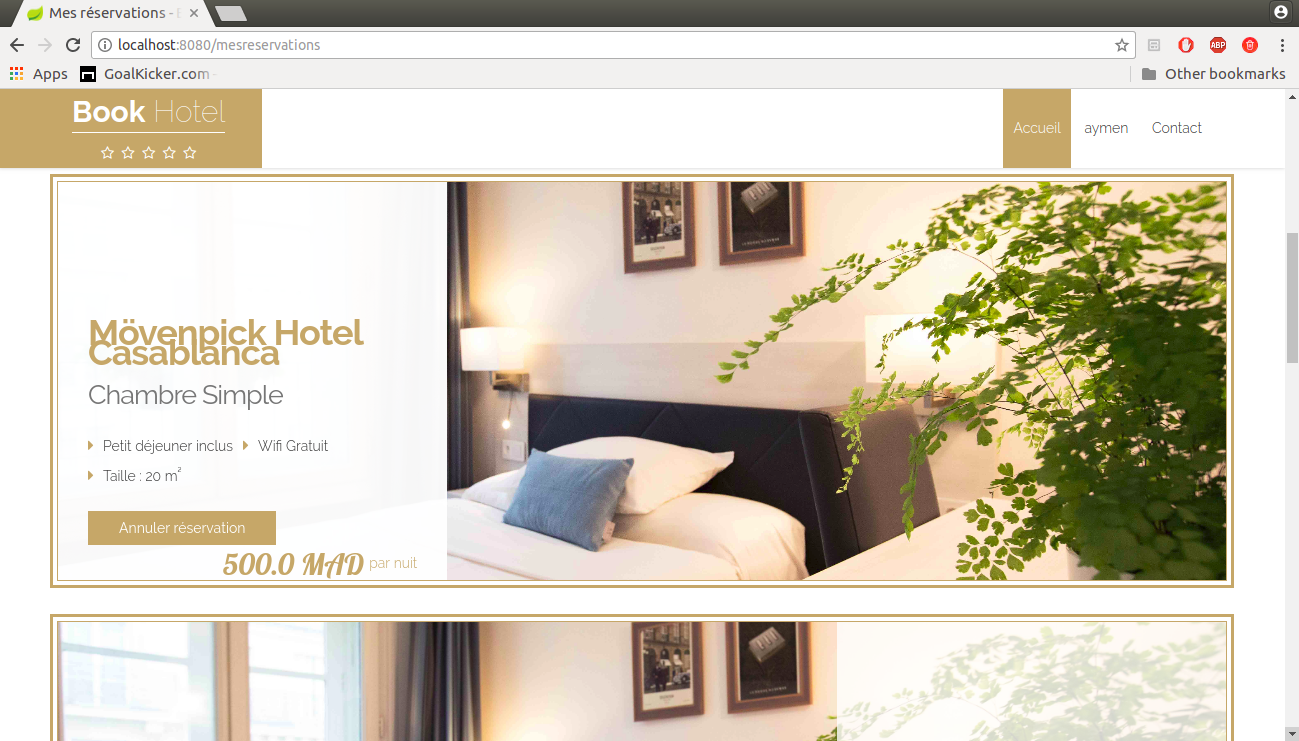 Mes réservations -
localhost:8080/mesreservations
ABP
Apps GoalKicker.com Other bookmarks
Book Hotel
Accueil aymen Contact
Mövenpick Hotel
Casablanca
Chambre Simple
Petit déjeuner inclus Wifi Gratuit
Taille : 20 m²
Annuler réservation
500.0 MAD par nuit